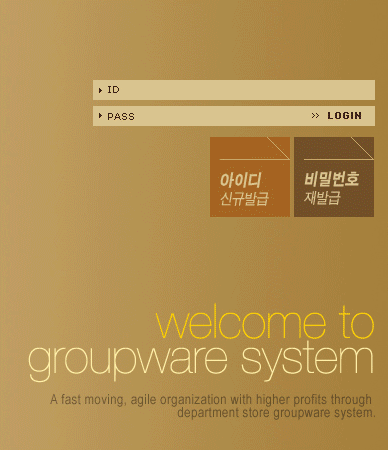 ID
PASS >> LOGIN
아이디
신규발급
비밀번호
재발급
welcome to
groupware system
A fast moving, agile organization with higher profits through
department store groupware system.